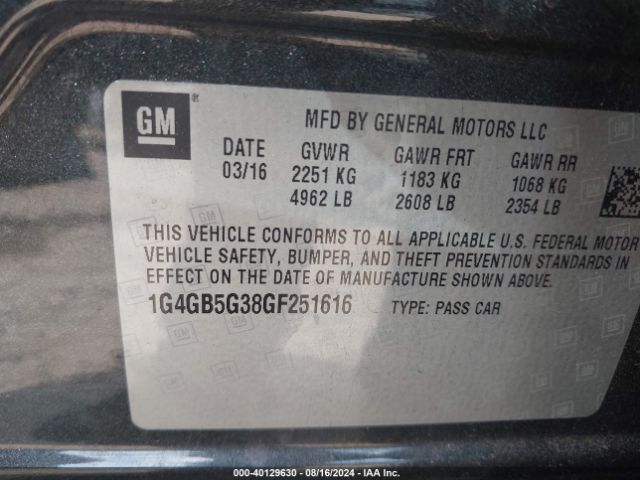 GM
MFD BY GENERAL MOTORS LLC
DATE GVWR GAWR FRT GAWR RR
03/16 2251 KG 1183 KG 1068 KG
4962 LB 2608 LB 2354 LB
THIS VEHICLE CONFORMS TO ALL APPLICABLE U.S. FEDERAL MOTOR
VEHICLE SAFETY, BUMPER, AND THEFT PREVENTION STANDARDS IN
EFFECT ON THE DATE OF MANUFACTURE SHOWN ABOVE.
1G4GB5G38GF251616 TYPE: PASS CAR
000-40129630 - 08/16/2024 - IAA Inc.